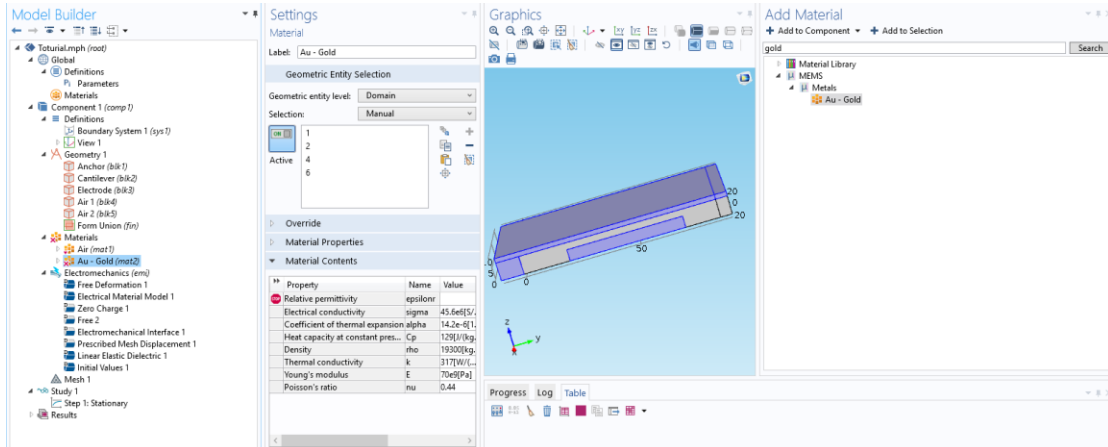 Model Builder
Toturial.mph (root)
Global
Definitions
Pi Parameters
Materials
Component 1 (comp1)
Definitions
Boundary System 1 (sys1)
View 1
Geometry 1
Anchor (blk1)
Cantilever (blk2)
Electrode (blk3)
Air 1 (blk4)
Air 2 (blk5)
Form Union (fin)
Materials
Air (mat1)
Au - Gold (mat2)
Electromechanics (emi)
Free Deformation 1
Electrical Material Model 1
Zero Charge 1
Free 2
Electromechanical Interface 1
Prescribed Mesh Displacement 1
Linear Elastic Dielectric 1
Initial Values 1
Mesh 1
Study 1
Step 1: Stationary
Results
Settings
Material
Label: Au - Gold
Geometric Entity Selection
Geometric entity level: Domain
Selection: Manual
ON
Active
1
2
4
6
Override
Material Properties
Material Contents
Property Name Value
STOP Relative permittivity epsilonr
Electrical conductivity sigma 45.6e6[S/...
Coefficient of thermal expansion alpha 14.2e-6[1...
Heat capacity at constant pres... Cp 129[J/(kg...
Density rho 19300[kg...
Thermal conductivity k 317[W/(...
Young's modulus E 70e9[Pa]
Poisson's ratio nu 0.44
Graphics
20
0
20
50
0
5
0
0
z
y
x
Progress Log Table
Add Material
+ Add to Component + Add to Selection
gold Search
Material Library
MEMS
Metals
Au - Gold